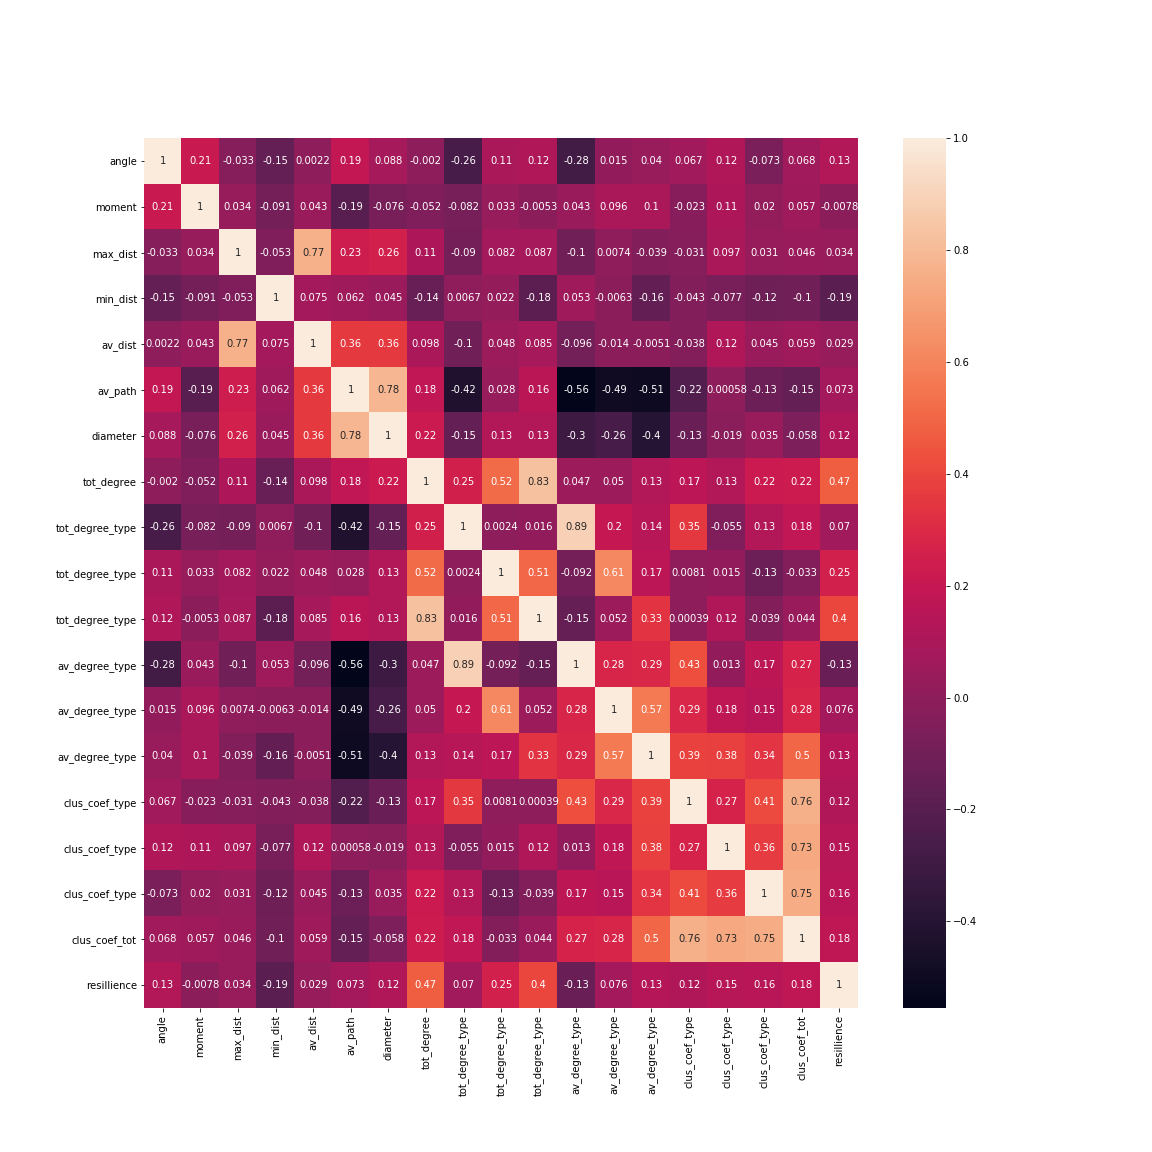 angle 1 0.21 -0.033 -0.15 0.0022 0.19 0.088 -0.002 -0.26 0.11 0.12 -0.28 0.015 0.04 0.067 0.12 -0.073 0.068 0.13 1.0
moment 0.21 1 0.034 -0.091 0.043 -0.19 -0.076 -0.052 -0.082 0.033 -0.0053 0.043 0.096 0.1 -0.023 0.11 0.02 0.057 -0.0078
max_dist -0.033 0.034 1 -0.053 0.77 0.23 0.26 0.11 -0.09 0.082 0.087 -0.1 0.0074 -0.039 -0.031 0.097 0.031 0.046 0.034 0.8
min_dist -0.15 -0.091 -0.053 1 0.075 0.062 0.045 -0.14 0.0067 0.022 -0.18 0.053 -0.0063 -0.16 -0.043 -0.077 -0.12 -0.1 -0.19
av_dist 0.0022 0.043 0.77 0.075 1 0.36 0.36 0.098 -0.1 0.048 0.085 -0.096 -0.014 -0.0051 -0.038 0.12 0.045 0.059 0.029 0.6
av_path 0.19 -0.19 0.23 0.062 0.36 1 0.78 0.18 -0.42 0.028 0.16 -0.56 -0.49 -0.51 -0.22 0.00058 -0.13 -0.15 0.073
diameter 0.088 -0.076 0.26 0.045 0.36 0.78 1 0.22 -0.15 0.13 0.13 -0.3 -0.26 -0.4 -0.13 -0.019 0.035 -0.058 0.12
tot_degree -0.002 -0.052 0.11 -0.14 0.098 0.18 0.22 1 0.25 0.52 0.83 0.047 0.05 0.13 0.17 0.13 0.22 0.22 0.47 0.4
tot_degree_type -0.26 -0.082 -0.09 0.0067 -0.1 -0.42 -0.15 0.25 1 0.0024 0.016 0.89 0.2 0.14 0.35 -0.055 0.13 0.18 0.07
tot_degree_type 0.11 0.033 0.082 0.022 0.048 0.028 0.13 0.52 0.0024 1 0.51 -0.092 0.61 0.17 0.0081 0.015 -0.13 -0.033 0.25 0.2
tot_degree_type 0.12 -0.0053 0.087 -0.18 0.085 0.16 0.13 0.83 0.016 0.51 1 -0.15 0.052 0.33 0.00039 0.12 -0.039 0.044 0.4
av_degree_type -0.28 0.043 -0.1 0.053 -0.096 -0.56 -0.3 0.047 0.89 -0.092 -0.15 1 0.28 0.29 0.43 0.013 0.17 0.27 -0.13
av_degree_type 0.015 0.096 0.0074 -0.0063 -0.014 -0.49 -0.26 0.05 0.2 0.61 0.052 0.28 1 0.57 0.29 0.18 0.15 0.28 0.076 0.0
av_degree_type 0.04 0.1 -0.039 -0.16 -0.0051 -0.51 -0.4 0.13 0.14 0.17 0.33 0.29 0.57 1 0.39 0.38 0.34 0.5 0.13
clus_coef_type 0.067 -0.023 -0.031 -0.043 -0.038 -0.22 -0.13 0.17 0.35 0.0081 0.00039 0.43 0.29 0.39 1 0.27 0.41 0.76 0.12 −0.2
clus_coef_type 0.12 0.11 0.097 -0.077 0.12 0.00058 -0.019 0.13 -0.055 0.015 0.12 0.013 0.18 0.38 0.27 1 0.36 0.73 0.15
clus_coef_type -0.073 0.02 0.031 -0.12 0.045 -0.13 0.035 0.22 0.13 -0.13 -0.039 0.17 0.15 0.34 0.41 0.36 1 0.75 0.16 −0.4
clus_coef_tot 0.068 0.057 0.046 -0.1 0.059 -0.15 -0.058 0.22 0.18 -0.033 0.044 0.27 0.28 0.5 0.76 0.73 0.75 1 0.18
resillience 0.13 -0.0078 0.034 -0.19 0.029 0.073 0.12 0.47 0.07 0.25 0.4 -0.13 0.076 0.13 0.12 0.15 0.16 0.18 1
angle
moment
max_dist
min_dist
av_dist
av_path
diameter
tot_degree
tot_degree_type
tot_degree_type
tot_degree_type
av_degree_type
av_degree_type
av_degree_type
clus_coef_type
clus_coef_type
clus_coef_type
clus_coef_tot
resillience